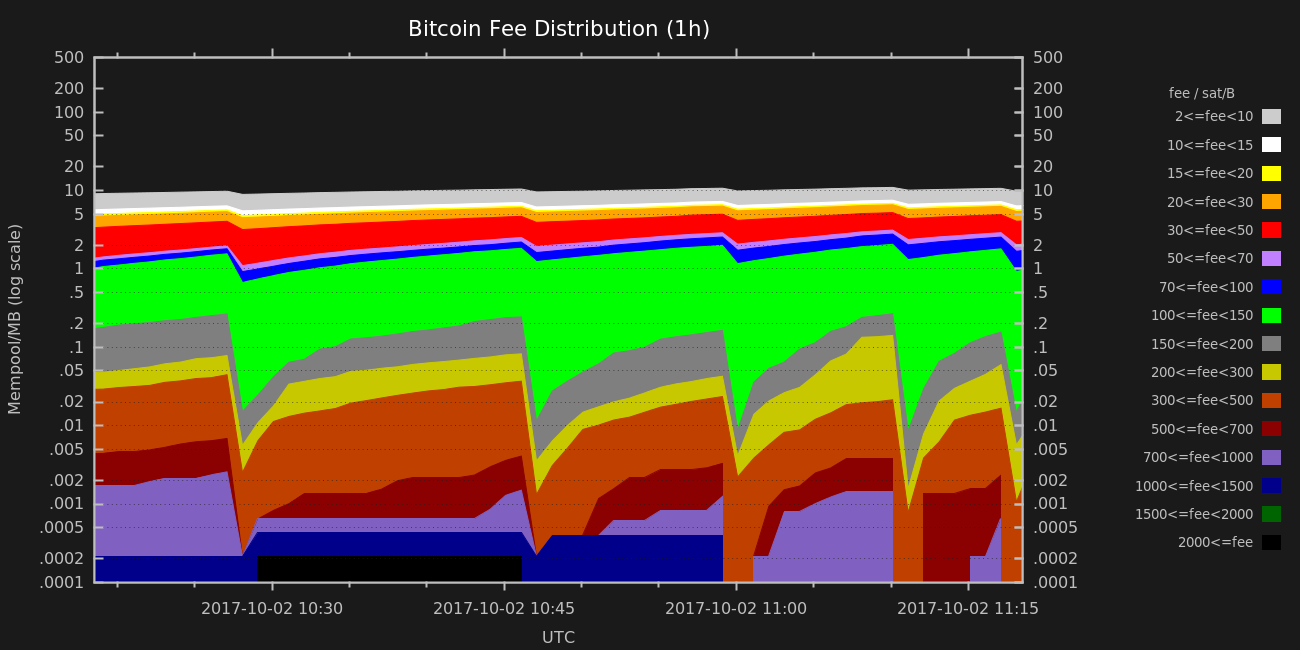 Bitcoin Fee Distribution (1h)
Mempool/MB (log scale)
500
200
100
50
20
10
5
2
1
.5
.2
.1
.05
.02
.01
.005
.002
.001
.0005
.0002
.0001
500
200
100
50
20
10
5
2
1
.5
.2
.1
.05
.02
.01
.005
.002
.001
.0005
.0002
.0001
2017-10-02 10:30 2017-10-02 10:45 2017-10-02 11:00 2017-10-02 11:15
UTC
fee / sat/B
2<=fee<10
10<=fee<15
15<=fee<20
20<=fee<30
30<=fee<50
50<=fee<70
70<=fee<100
100<=fee<150
150<=fee<200
200<=fee<300
300<=fee<500
500<=fee<700
700<=fee<1000
1000<=fee<1500
1500<=fee<2000
2000<=fee